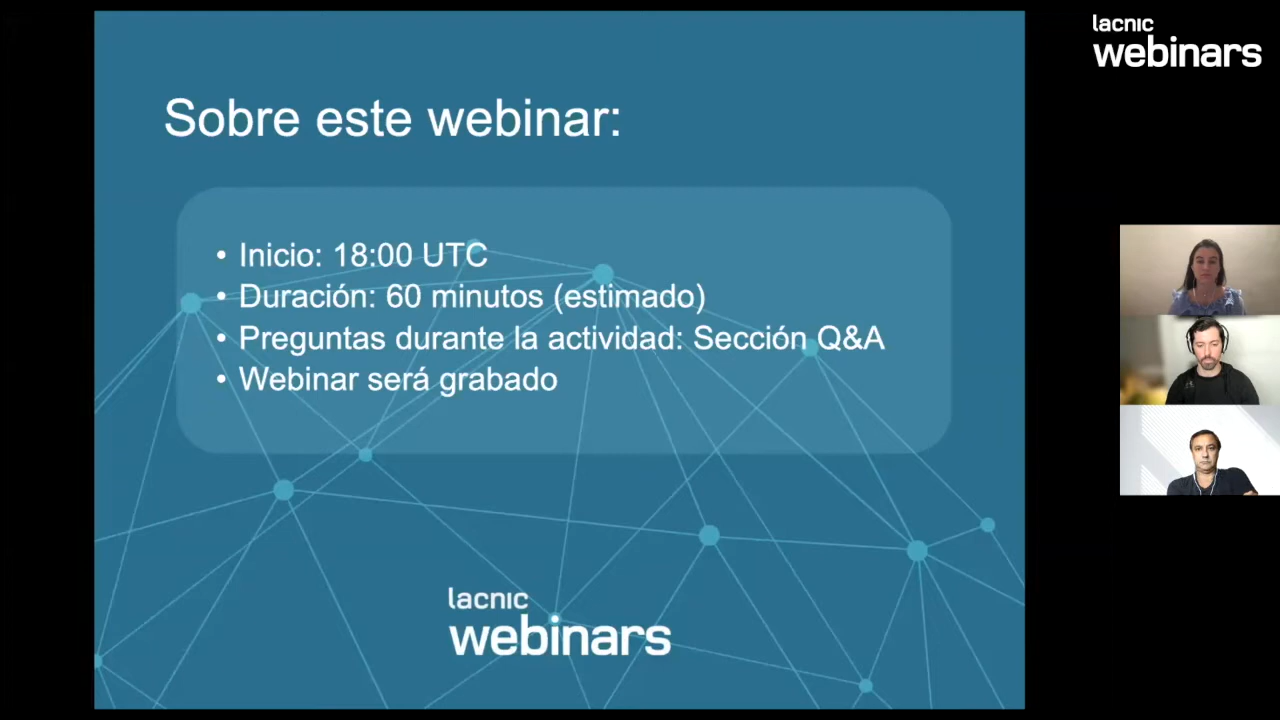 lacnic
webinars
Sobre este webinar:
• Inicio: 18:00 UTC
• Duración: 60 minutos (estimado)
• Preguntas durante la actividad: Sección Q&A
• Webinar será grabado
lacnic
webinars